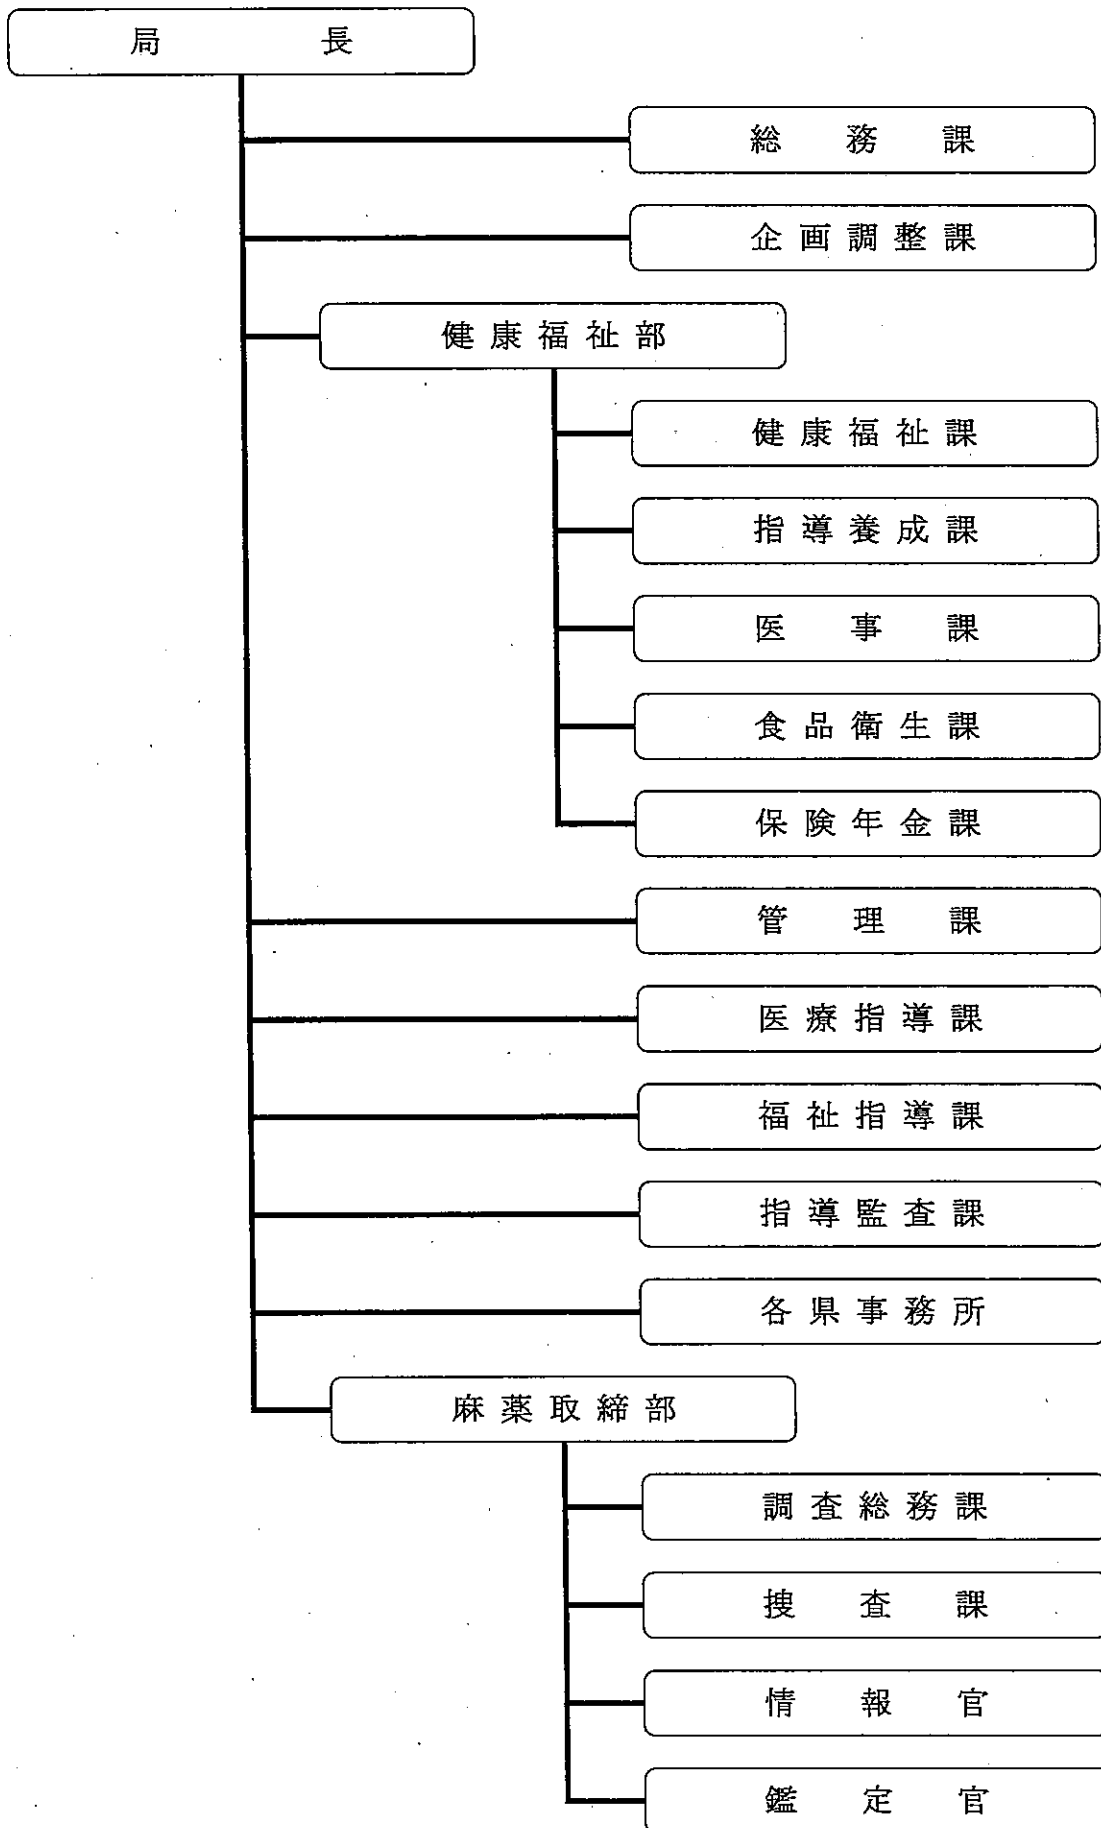 局長
総務課
企画調整課
健康福祉部
健康福祉課
指導養成課
医事課
食品衛生課
保険年金課
管理課
医療指導課
福祉指導課
指導監査課
各県事務所
麻薬取締部
調査総務課
捜査課
情報官
鑑定官